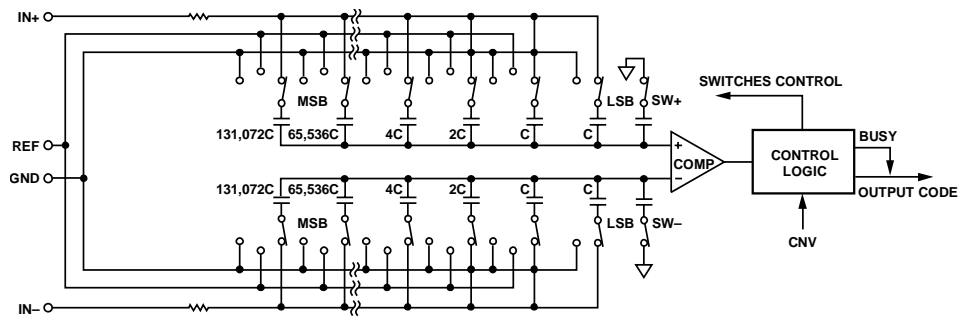 IN+
SWITCHES CONTROL
MSB
LSB
SW+
131,072C
65,536C
4C
2C
C
C
BUSY
REF
+
COMP
–
CONTROL
LOGIC
GND
OUTPUT CODE
131,072C
65,536C
4C
2C
C
C
MSB
LSB
SW–
CNV
IN–